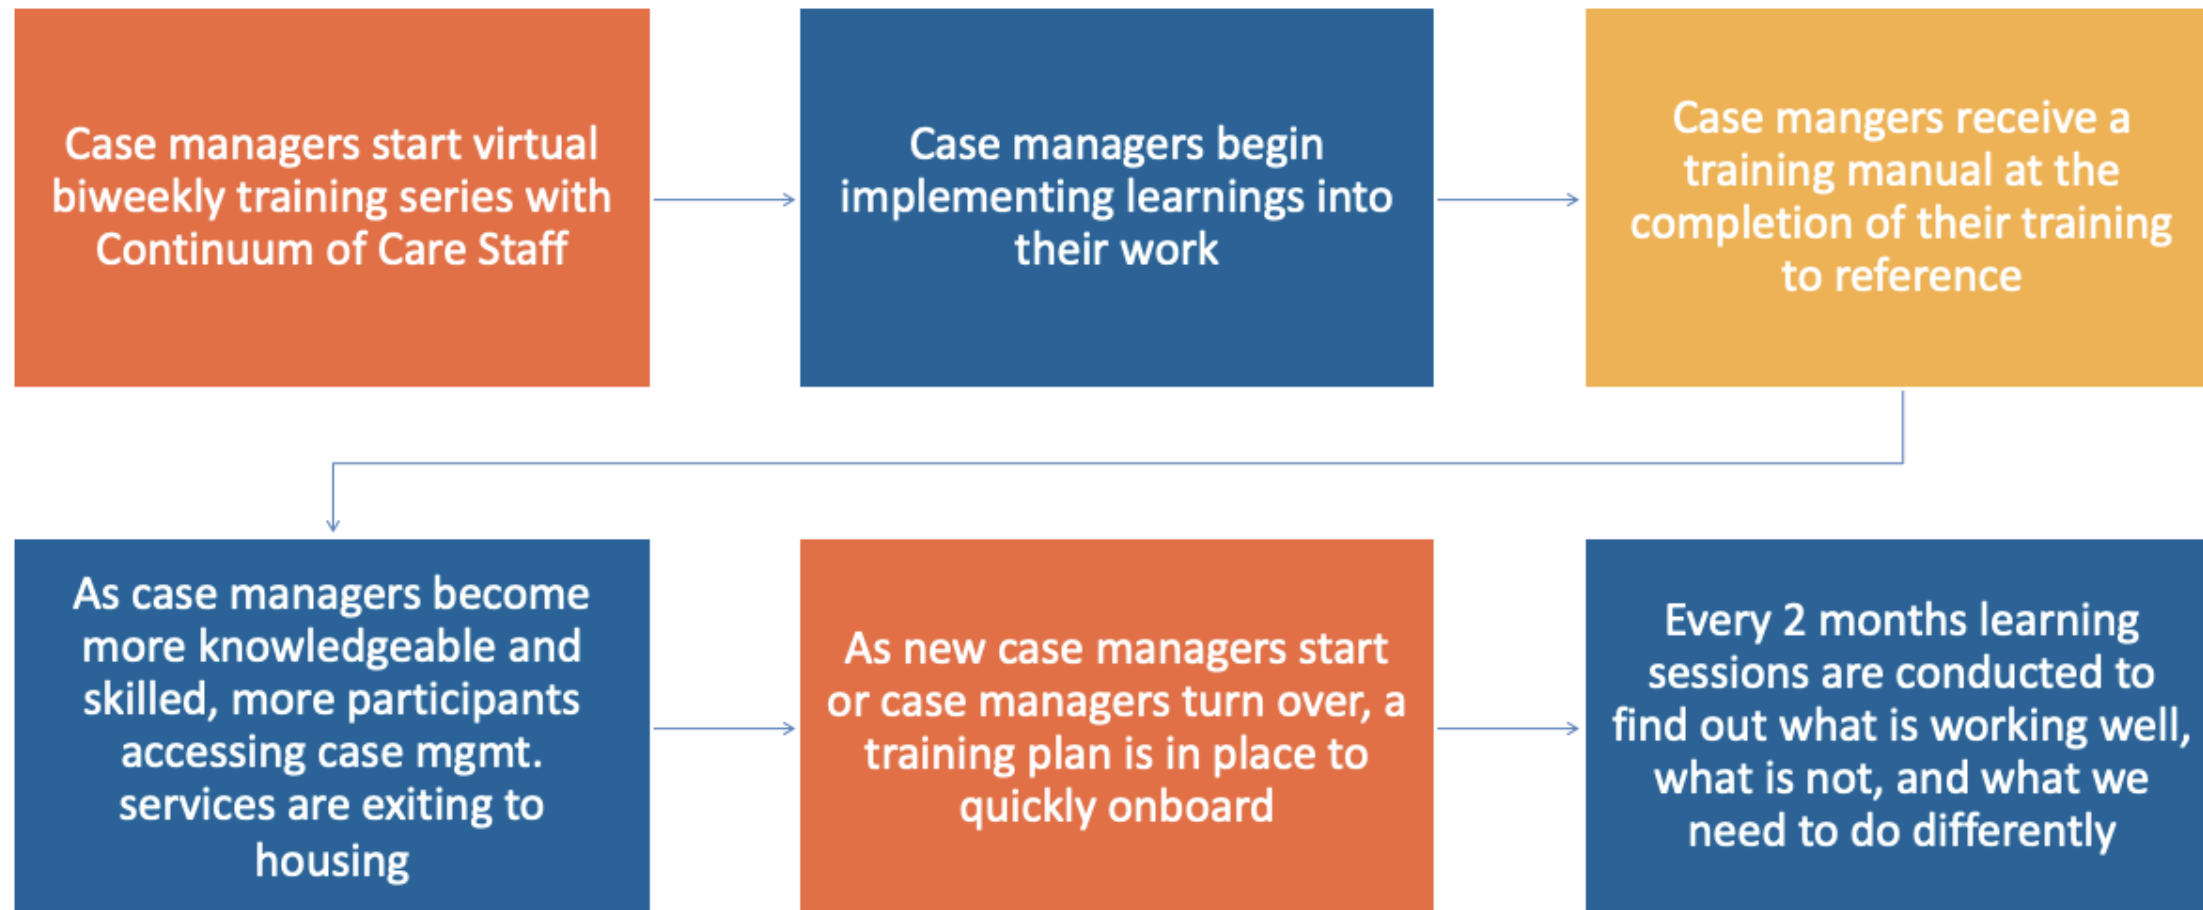 Case managers start virtual
biweekly training series with
Continuum of Care Staff
Case managers begin
implementing learnings into
their work
Case mangers receive a
training manual at the
completion of their training
to reference
As case managers become
more knowledgeable and
skilled, more participants
accessing case mgmt.
services are exiting to
housing
As new case managers start
or case managers turn over, a
training plan is in place to
quickly onboard
Every 2 months learning
sessions are conducted to
find out what is working well,
what is not, and what we
need to do differently